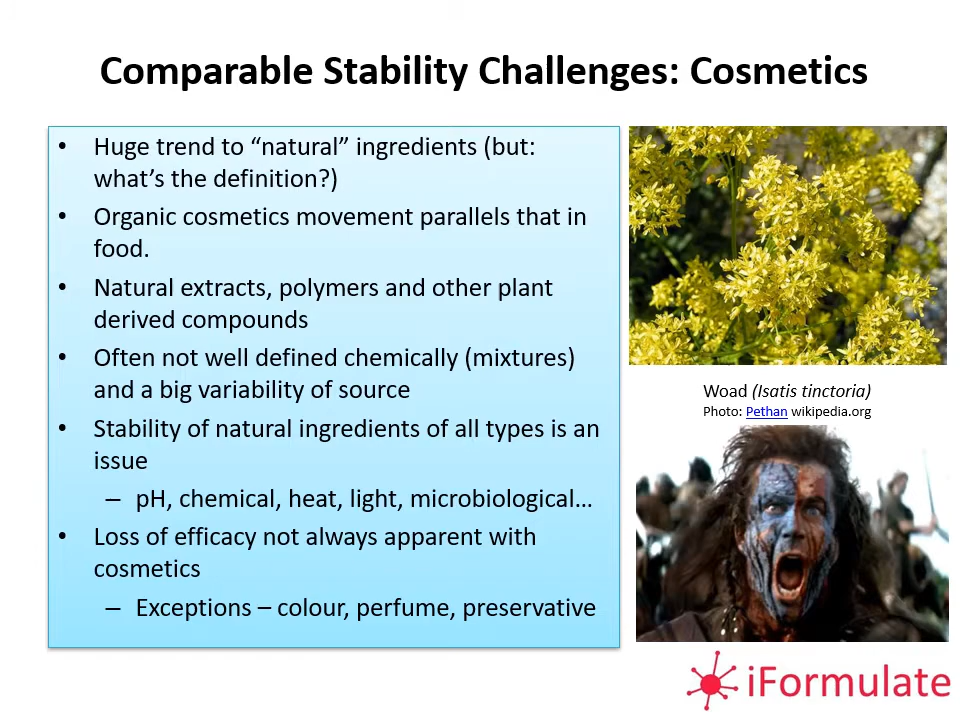 Comparable Stability Challenges: Cosmetics
• Huge trend to “natural” ingredients (but:
what’s the definition?)
• Organic cosmetics movement parallels that in
food.
• Natural extracts, polymers and other plant
derived compounds
• Often not well defined chemically (mixtures)
and a big variability of source
• Stability of natural ingredients of all types is an
issue
– pH, chemical, heat, light, microbiological…
• Loss of efficacy not always apparent with
cosmetics
– Exceptions – colour, perfume, preservative
Woad (Isatis tinctoria)
Photo: Pethan wikipedia.org
iFormulate